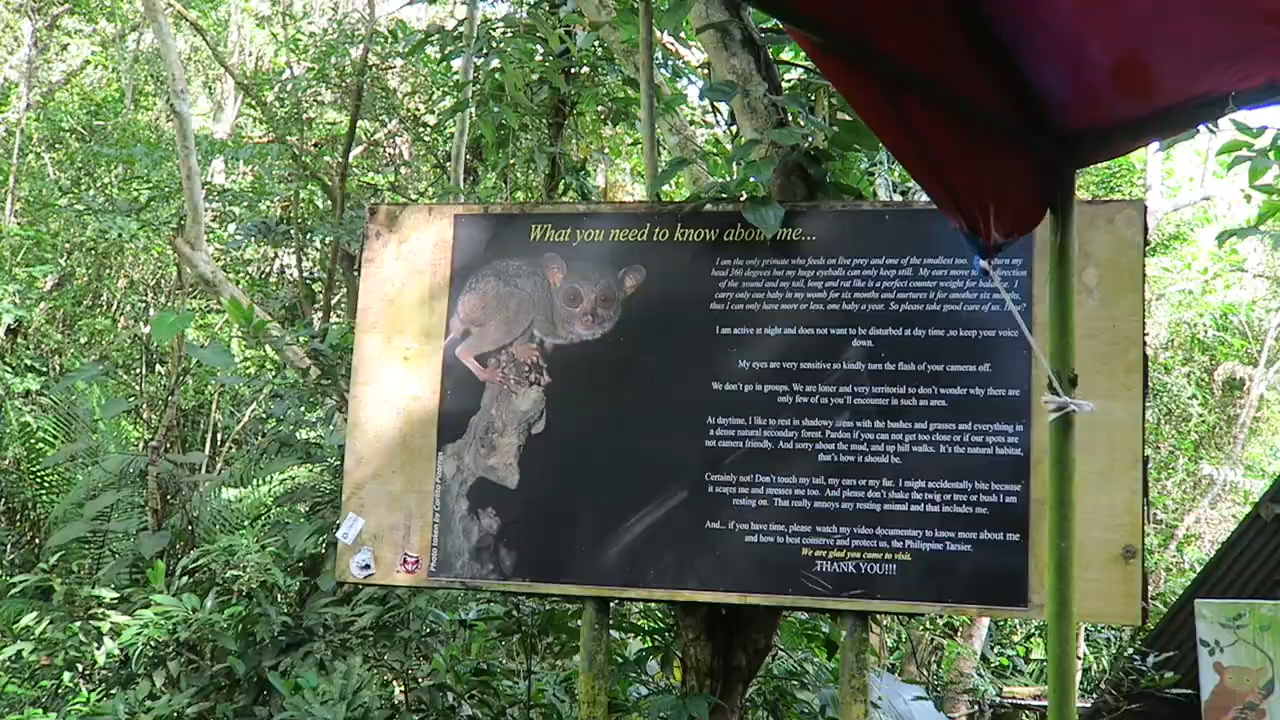 What you need to know about me...
I am the only primate who feeds on live prey and one of the smallest too. turn my
head 360 degrees but my huge eyeballs can only keep still. My ears move to direction
of the sound and my tail, long and rat like is a perfect counter weight for balance. I
carry only one baby in my womb for six months and nurtures it for another six months,
thus I can only have more or less, one baby a year. So please take good care of us. How?
I am active at night and does not want to be disturbed at day time ,so keep your voice
down.
My eyes are very sensitive so kindly turn the flash of your cameras off.
We don't go in groups. We are loner and very territorial so don't wonder why there are
only few of us you'll encounter in such an area.
At daytime, I like to rest in shadowy areas with the bushes and grasses and everything in
a dense natural secondary forest. Pardon if you can not get too close or if our spots are
not camera friendly. And sorry about the mud, and up hill walks. It's the natural habitat,
that's how it should be.
Certainly not! Don't touch my tail, my ears or my fur. I might accidentally bite because
it scares me and stresses me too. And please don't shake the twig or tree or bush I am
resting on. That really annoys any resting animal and that includes me.
And... if you have time, please watch my video documentary to know more about me
and how to best conserve and protect us, the Philippine Tarsier.
We are glad you came to visit.
THANK YOU!!!
Photo taken by Carlito Pizarras